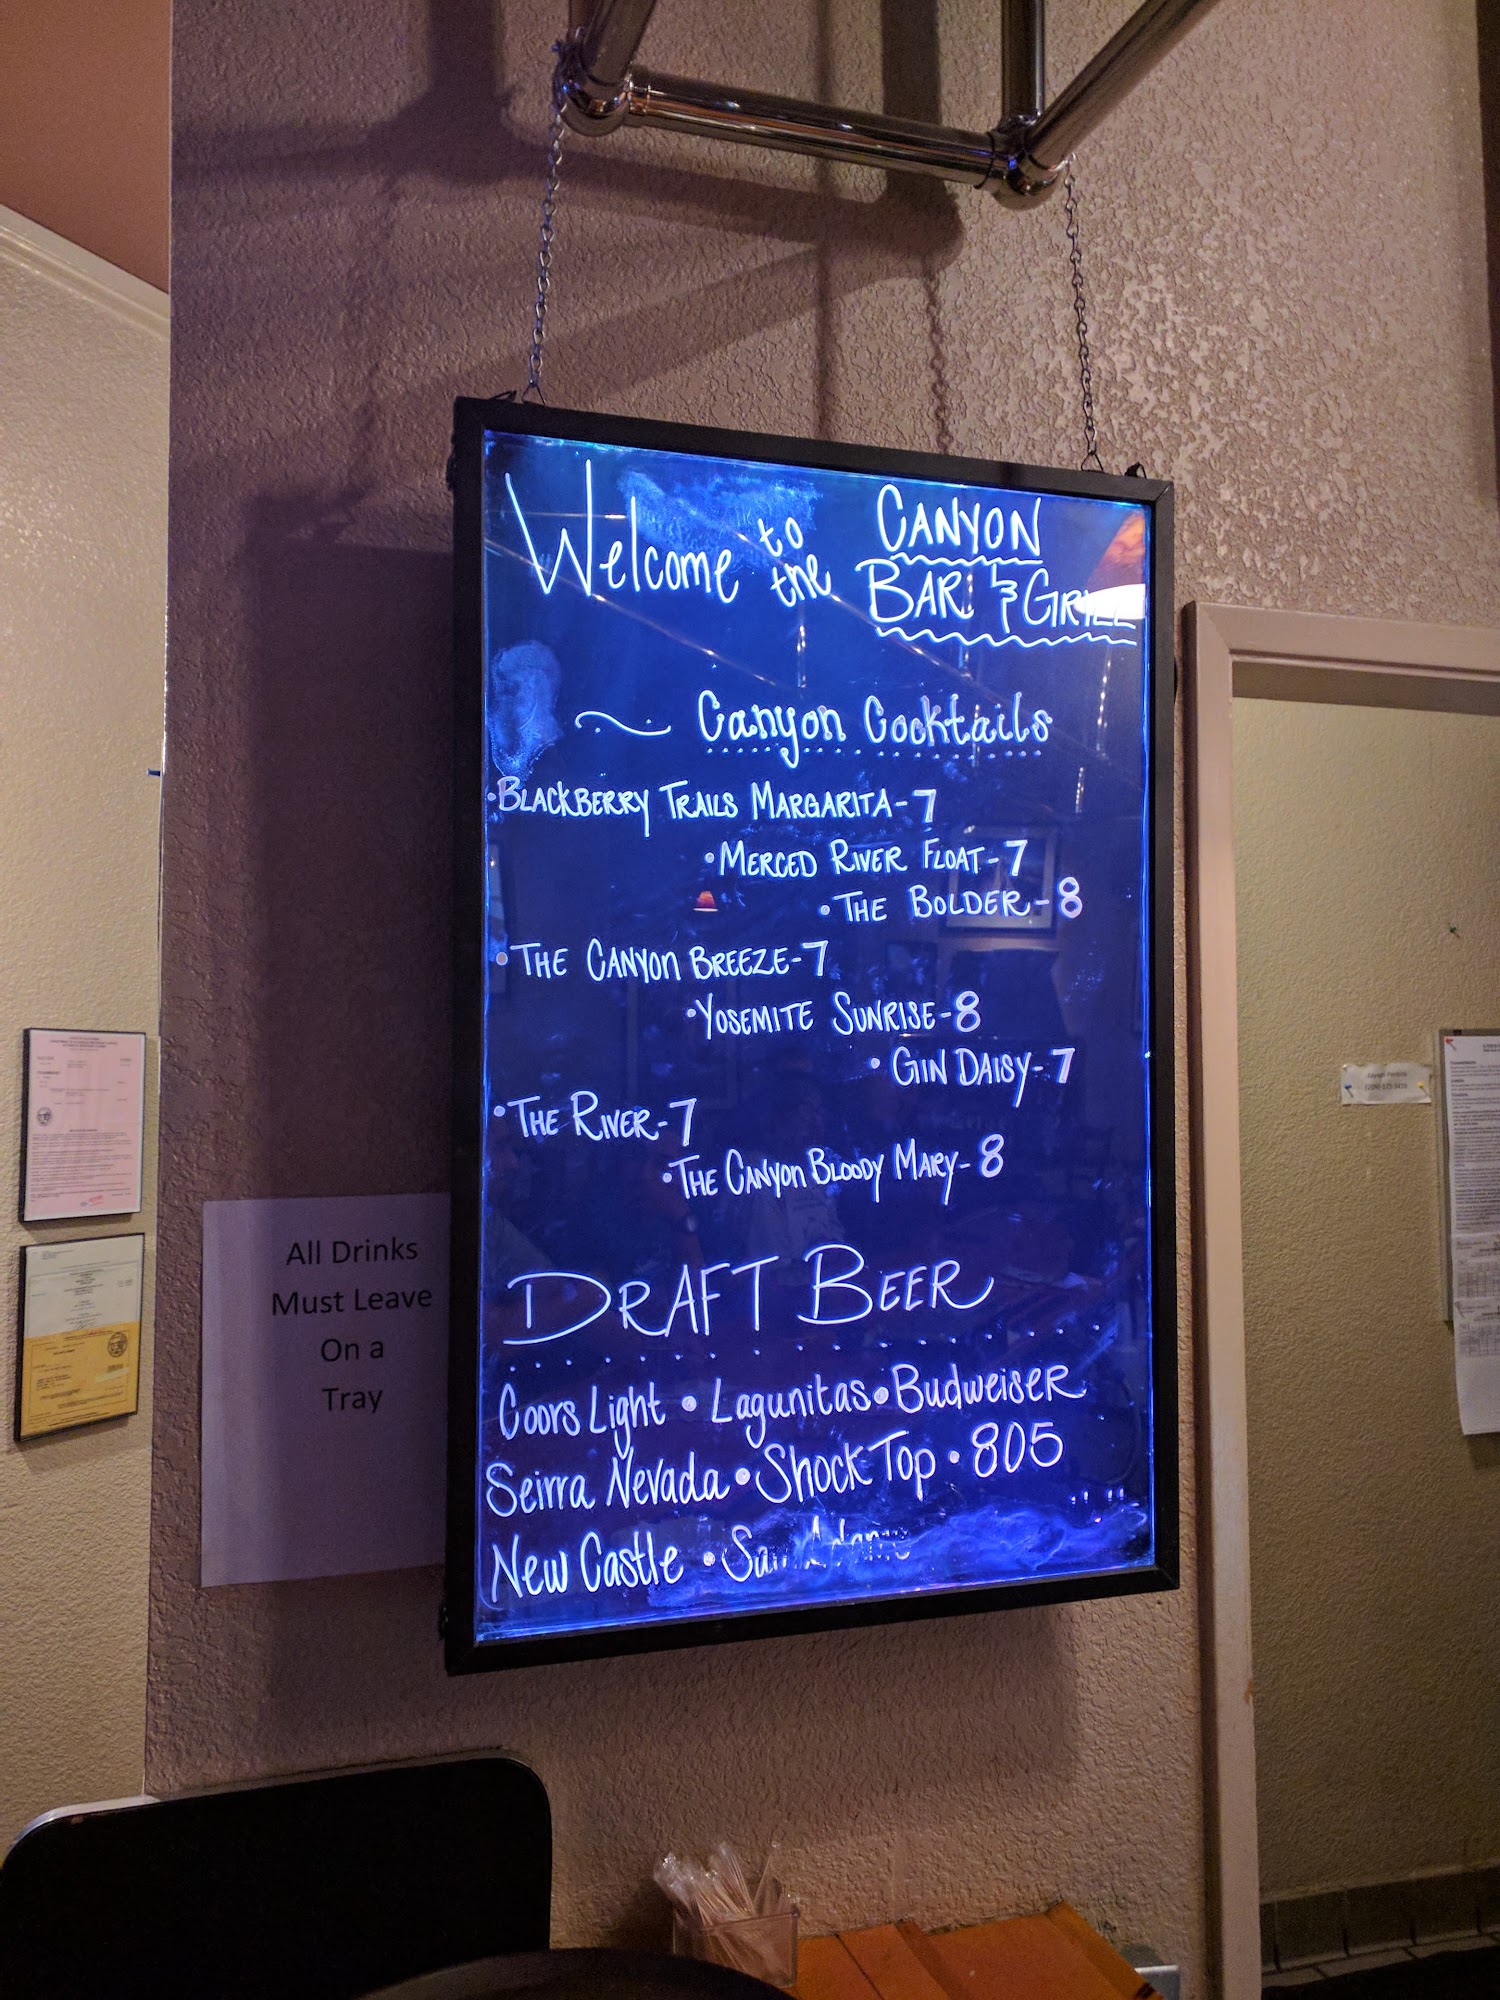 Welcome to the CANYON
BAR & GRILL
Canyon Cocktails
•BLACKBERRY TRAILS MARGARITA-7
•MERCED RIVER FLOAT-7
•THE BOLDER-8
•THE CANYON BREEZE-7
•YOSEMITE SUNRISE-8
•GIN DAISY-7
•THE RIVER-7
•THE CANYON BLOODY MARY-8
DRAFT BEER
Coors Light • Lagunitas • Budweiser
Seirra Nevada • Shock Top • 805
New Castle • Sam Adams
All Drinks
Must Leave
On a
Tray